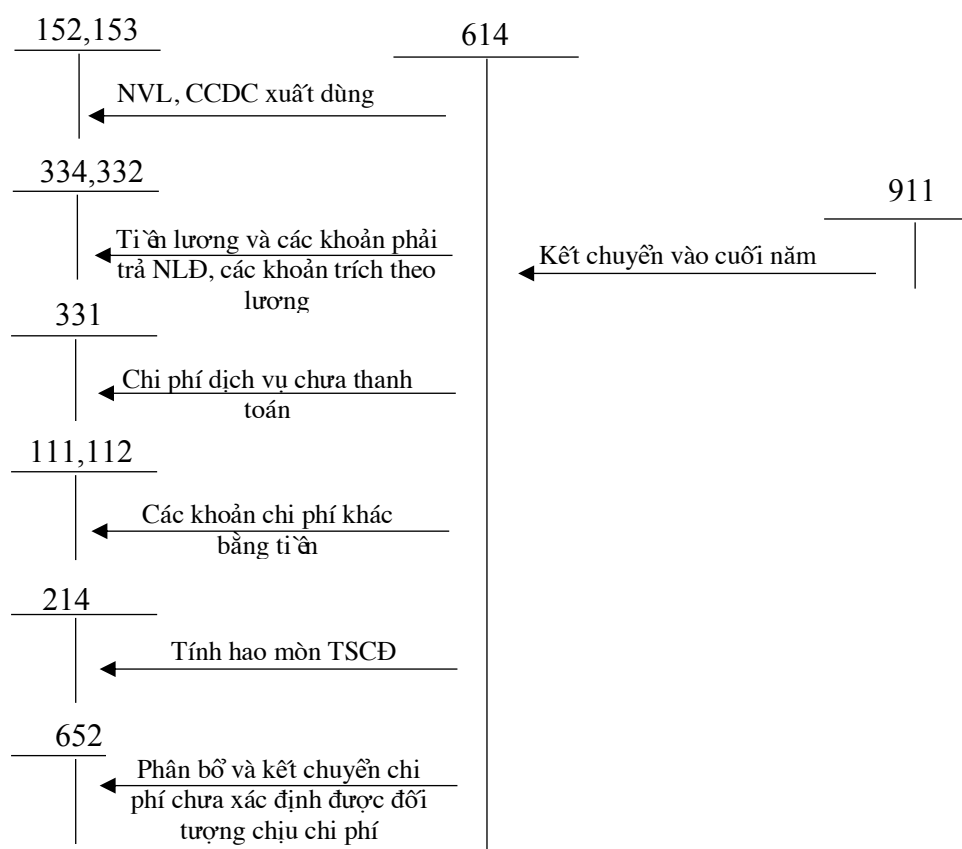 152,153
614
NVL, CCDC xuất dùng
334,332
911
Tiền lương và các khoản phải
trả NLĐ, các khoản trích theo
lương
Kết chuyển vào cuối năm
331
Chi phí dịch vụ chưa thanh
toán
111,112
Các khoản chi phí khác
bằng tiền
214
Tính hao mòn TSCĐ
652
Phân bổ và kết chuyển chi
phí chưa xác định được đối
tượng chịu chi phí